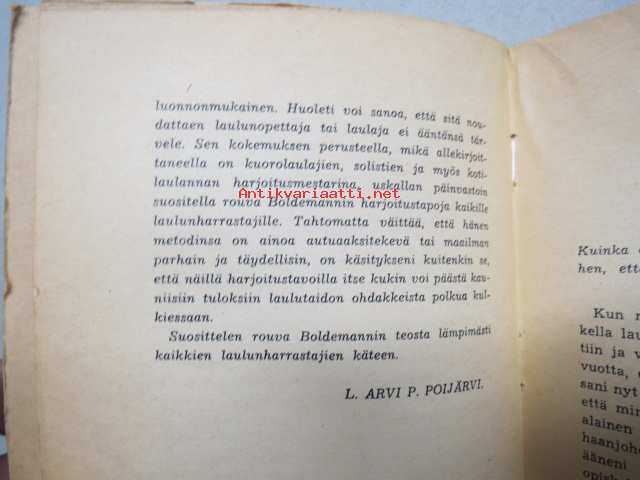 luonnonmukainen. Huoleti voi sanoa, että sitä nou-
dattaen laulunopettaja tai laulaja ei ääntänsä tär-
vele. Sen kokemuksen perusteella, mikä allekirjoit-
taneella on kuorolaulajien, solistien ja myös koti-
laulannan harjoitusmestarina, uskallan päinvastoin
suositella rouva Boldemannin harjoitustapoja kaikille
laulunharrastajille. Tahtomatta väittää, että hänen
metodinsa on ainoa autuaaksitekevä tai maailman
parhain ja täydellisin, on käsitykseni kuitenkin se,
että näillä harjoitustavoilla itse kukin voi päästä kau-
niisiin tuloksiin laulutaidon ohdakkeista polkua kul-
kiessaan.
Suosittelen rouva Boldemannin teosta lämpimästi
kaikkien laulunharrastajien käteen.
L. ARVI P. POIJÄRVI.
Antikvariaatti.net
Kuinka
hen, ett
Kun
kella lau
tiin ja v
vuotta,
sani nyt
että min
alainen
haanjohe
ääneni